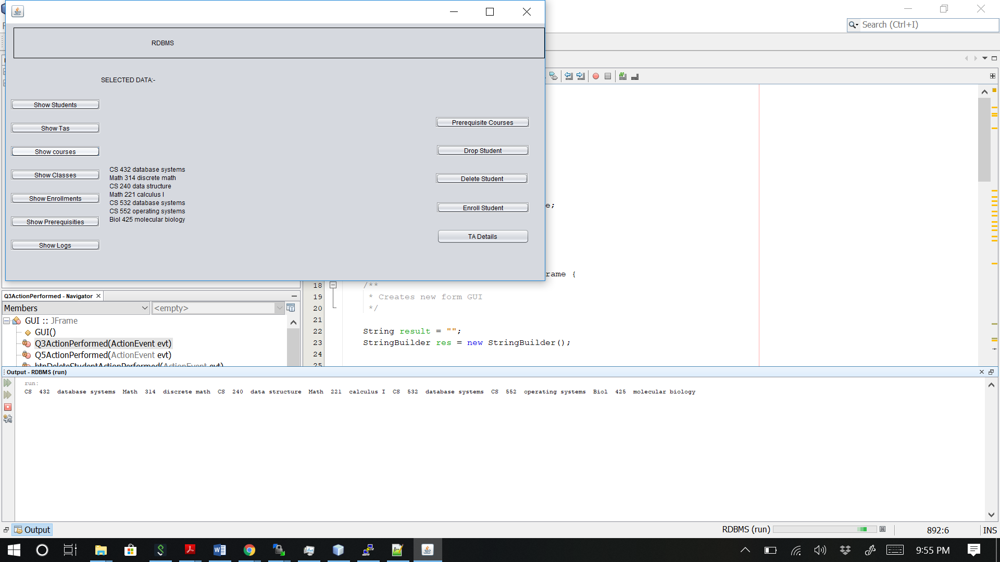 Search (Ctrl+I)
RDBMS
SELECTED DATA:-
Show Students
Show Tas
Show courses
Show Classes
Show Enrollments
Show Prerequisities
Show Logs
CS 432 database systems
Math 314 discrete math
CS 240 data structure
Math 221 calculus I
CS 532 database systems
CS 552 operating systems
Biol 425 molecular biology
Prerequisite Courses
Drop Student
Delete Student
Enroll Student
TA Details
e;
rame {
18 /**
19 * Creates new form GUI
20 */
21
22 String result = "";
23 StringBuilder res = new StringBuilder();
24
25
Q3ActionPerformed - Navigator
Members
<empty>
GUI :: JFrame
GUI()
Q3ActionPerformed(ActionEvent evt)
Q5ActionPerformed(ActionEvent evt)
btnDeleteStudentActionPerformed(ActionEvent evt)
Output - RDBMS (run)
run:
CS 432 database systems Math 314 discrete math CS 240 data structure Math 221 calculus I CS 532 database systems CS 552 operating systems Biol 425 molecular biology
Output
RDBMS (run)
892:6
INS
9:55 PM